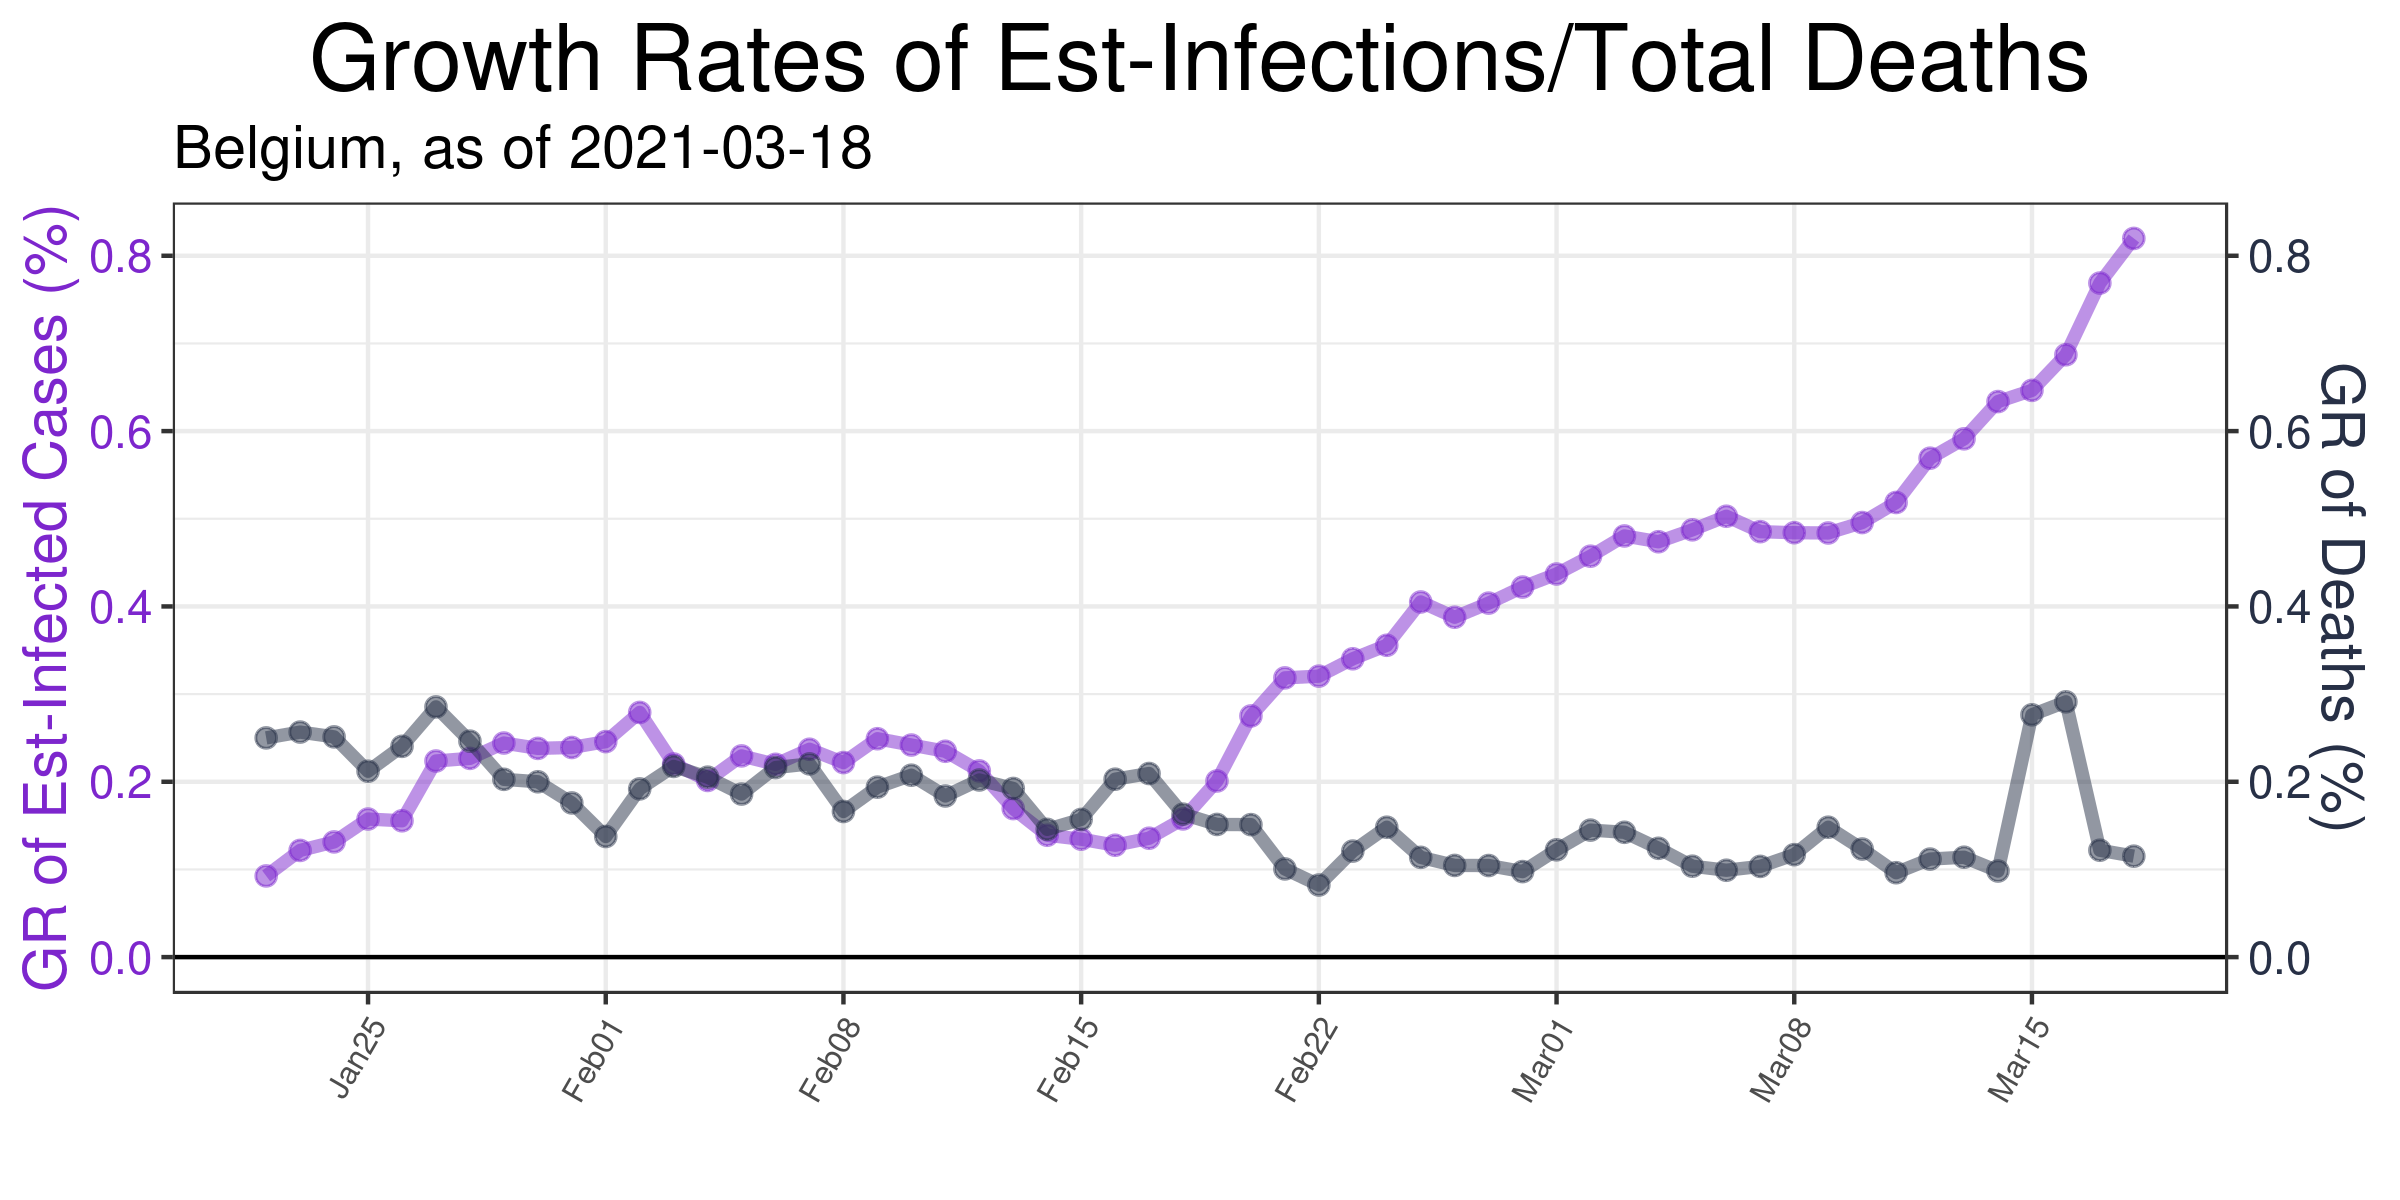 Growth Rates of Est-Infections/Total Deaths
Belgium, as of 2021-03-18
GR of Est-Infected Cases (%)
0.8
0.6
0.4
0.2
0.0
0.8
0.6
0.4
0.2
0.0
GR of Deaths (%)
Jan25
Feb01
Feb08
Feb15
Feb22
Mar01
Mar08
Mar15